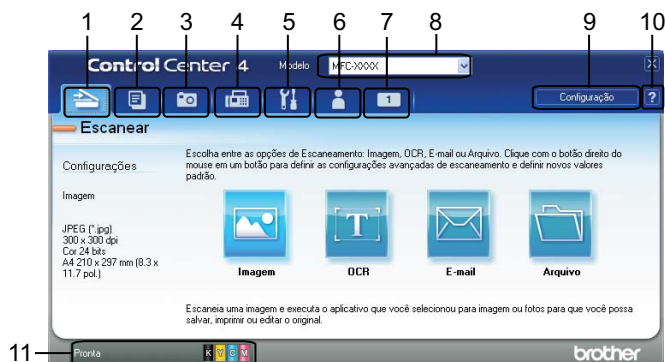 1 2 3 4 5 6 7 8 9 10
Control Center 4 Modelo MFC-XXXX X
1 Configuração ?
Escanear
Configurações
Imagem
JPEG (*.jpg)
300 x 300 dpi
Cor 24 bits
A4 210 x 297 mm (8.3 x
11.7 pol.)
Escolha entre as opções de Escaneamento: Imagem, OCR, E-mail ou Arquivo. Clique com o botão direito do
mouse em um botão para definir as configurações avançadas de escaneamento e definir novos valores
padrão.
T
Imagem OCR E-mail Arquivo
Escaneia uma imagem e executa o aplicativo que você selecionou para imagem ou fotos para que você possa
salvar, imprimir ou editar o original.
11 Pronta K Y C M brother